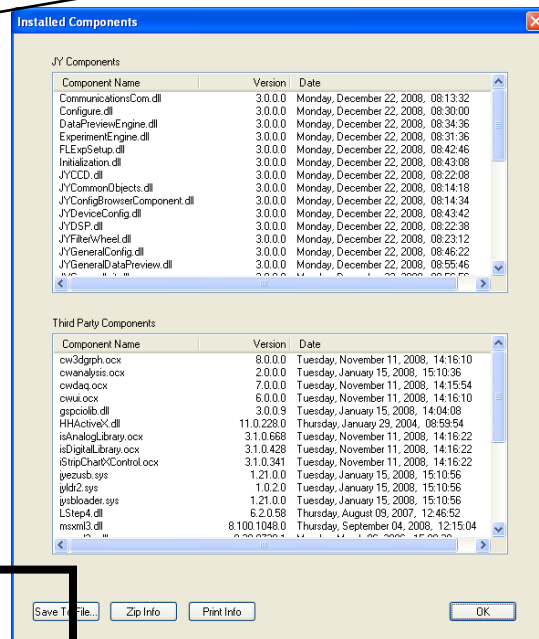 Installed Components
JY Components
Component Name Version Date
CommunicationsCom.dll 3.0.0.0 Monday, December 22, 2008, 08:13:32
Configure.dll 3.0.0.0 Monday, December 22, 2008, 08:30:00
DataPreviewEngine.dll 3.0.0.0 Monday, December 22, 2008, 08:34:36
ExperimentEngine.dll 3.0.0.0 Monday, December 22, 2008, 08:31:36
FLExpSetup.dll 3.0.0.0 Monday, December 22, 2008, 08:42:46
Initialization.dll 3.0.0.0 Monday, December 22, 2008, 08:43:08
JYCCD.dll 3.0.0.0 Monday, December 22, 2008, 08:22:08
JYCommonObjects.dll 3.0.0.0 Monday, December 22, 2008, 08:14:18
JYConfigBrowserComponent.dll 3.0.0.0 Monday, December 22, 2008, 08:14:34
JYDeviceConfig.dll 3.0.0.0 Monday, December 22, 2008, 08:43:42
JYDSP.dll 3.0.0.0 Monday, December 22, 2008, 08:22:38
JYFilterWheel.dll 3.0.0.0 Monday, December 22, 2008, 08:23:12
JYGeneralConfig.dll 3.0.0.0 Monday, December 22, 2008, 08:46:22
JYGeneralDataPreview.dll 3.0.0.0 Monday, December 22, 2008, 08:55:46
Third Party Components
Component Name Version Date
cw3dgrph.ocx 8.0.0.0 Tuesday, November 11, 2008, 14:16:10
cwanalysis.ocx 2.0.0.0 Tuesday, January 15, 2008, 15:10:36
cwdaq.ocx 7.0.0.0 Tuesday, November 11, 2008, 14:15:54
cwui.ocx 6.0.0.0 Tuesday, November 11, 2008, 14:16:10
gspciolib.dll 3.0.0.9 Tuesday, January 15, 2008, 14:04:08
HHActiveX.dll 11.0.228.0 Thursday, January 29, 2004, 08:59:54
isAnalogLibrary.ocx 3.1.0.668 Tuesday, November 11, 2008, 14:16:22
isDigitalLibrary.ocx 3.1.0.428 Tuesday, November 11, 2008, 14:16:22
iStripChartXControl.ocx 3.1.0.341 Tuesday, November 11, 2008, 14:16:22
jyezusb.sys 1.21.0.0 Tuesday, January 15, 2008, 15:10:56
jyldr2.sys 1.0.2.0 Tuesday, January 15, 2008, 15:10:56
jysbloader.sys 1.21.0.0 Tuesday, January 15, 2008, 15:10:56
LStep4.dll 6.2.0.58 Thursday, August 09, 2007, 12:46:52
msxml3.dll 8.100.1048.0 Thursday, September 04, 2008, 12:15:04
Save To File... Zip Info Print Info OK